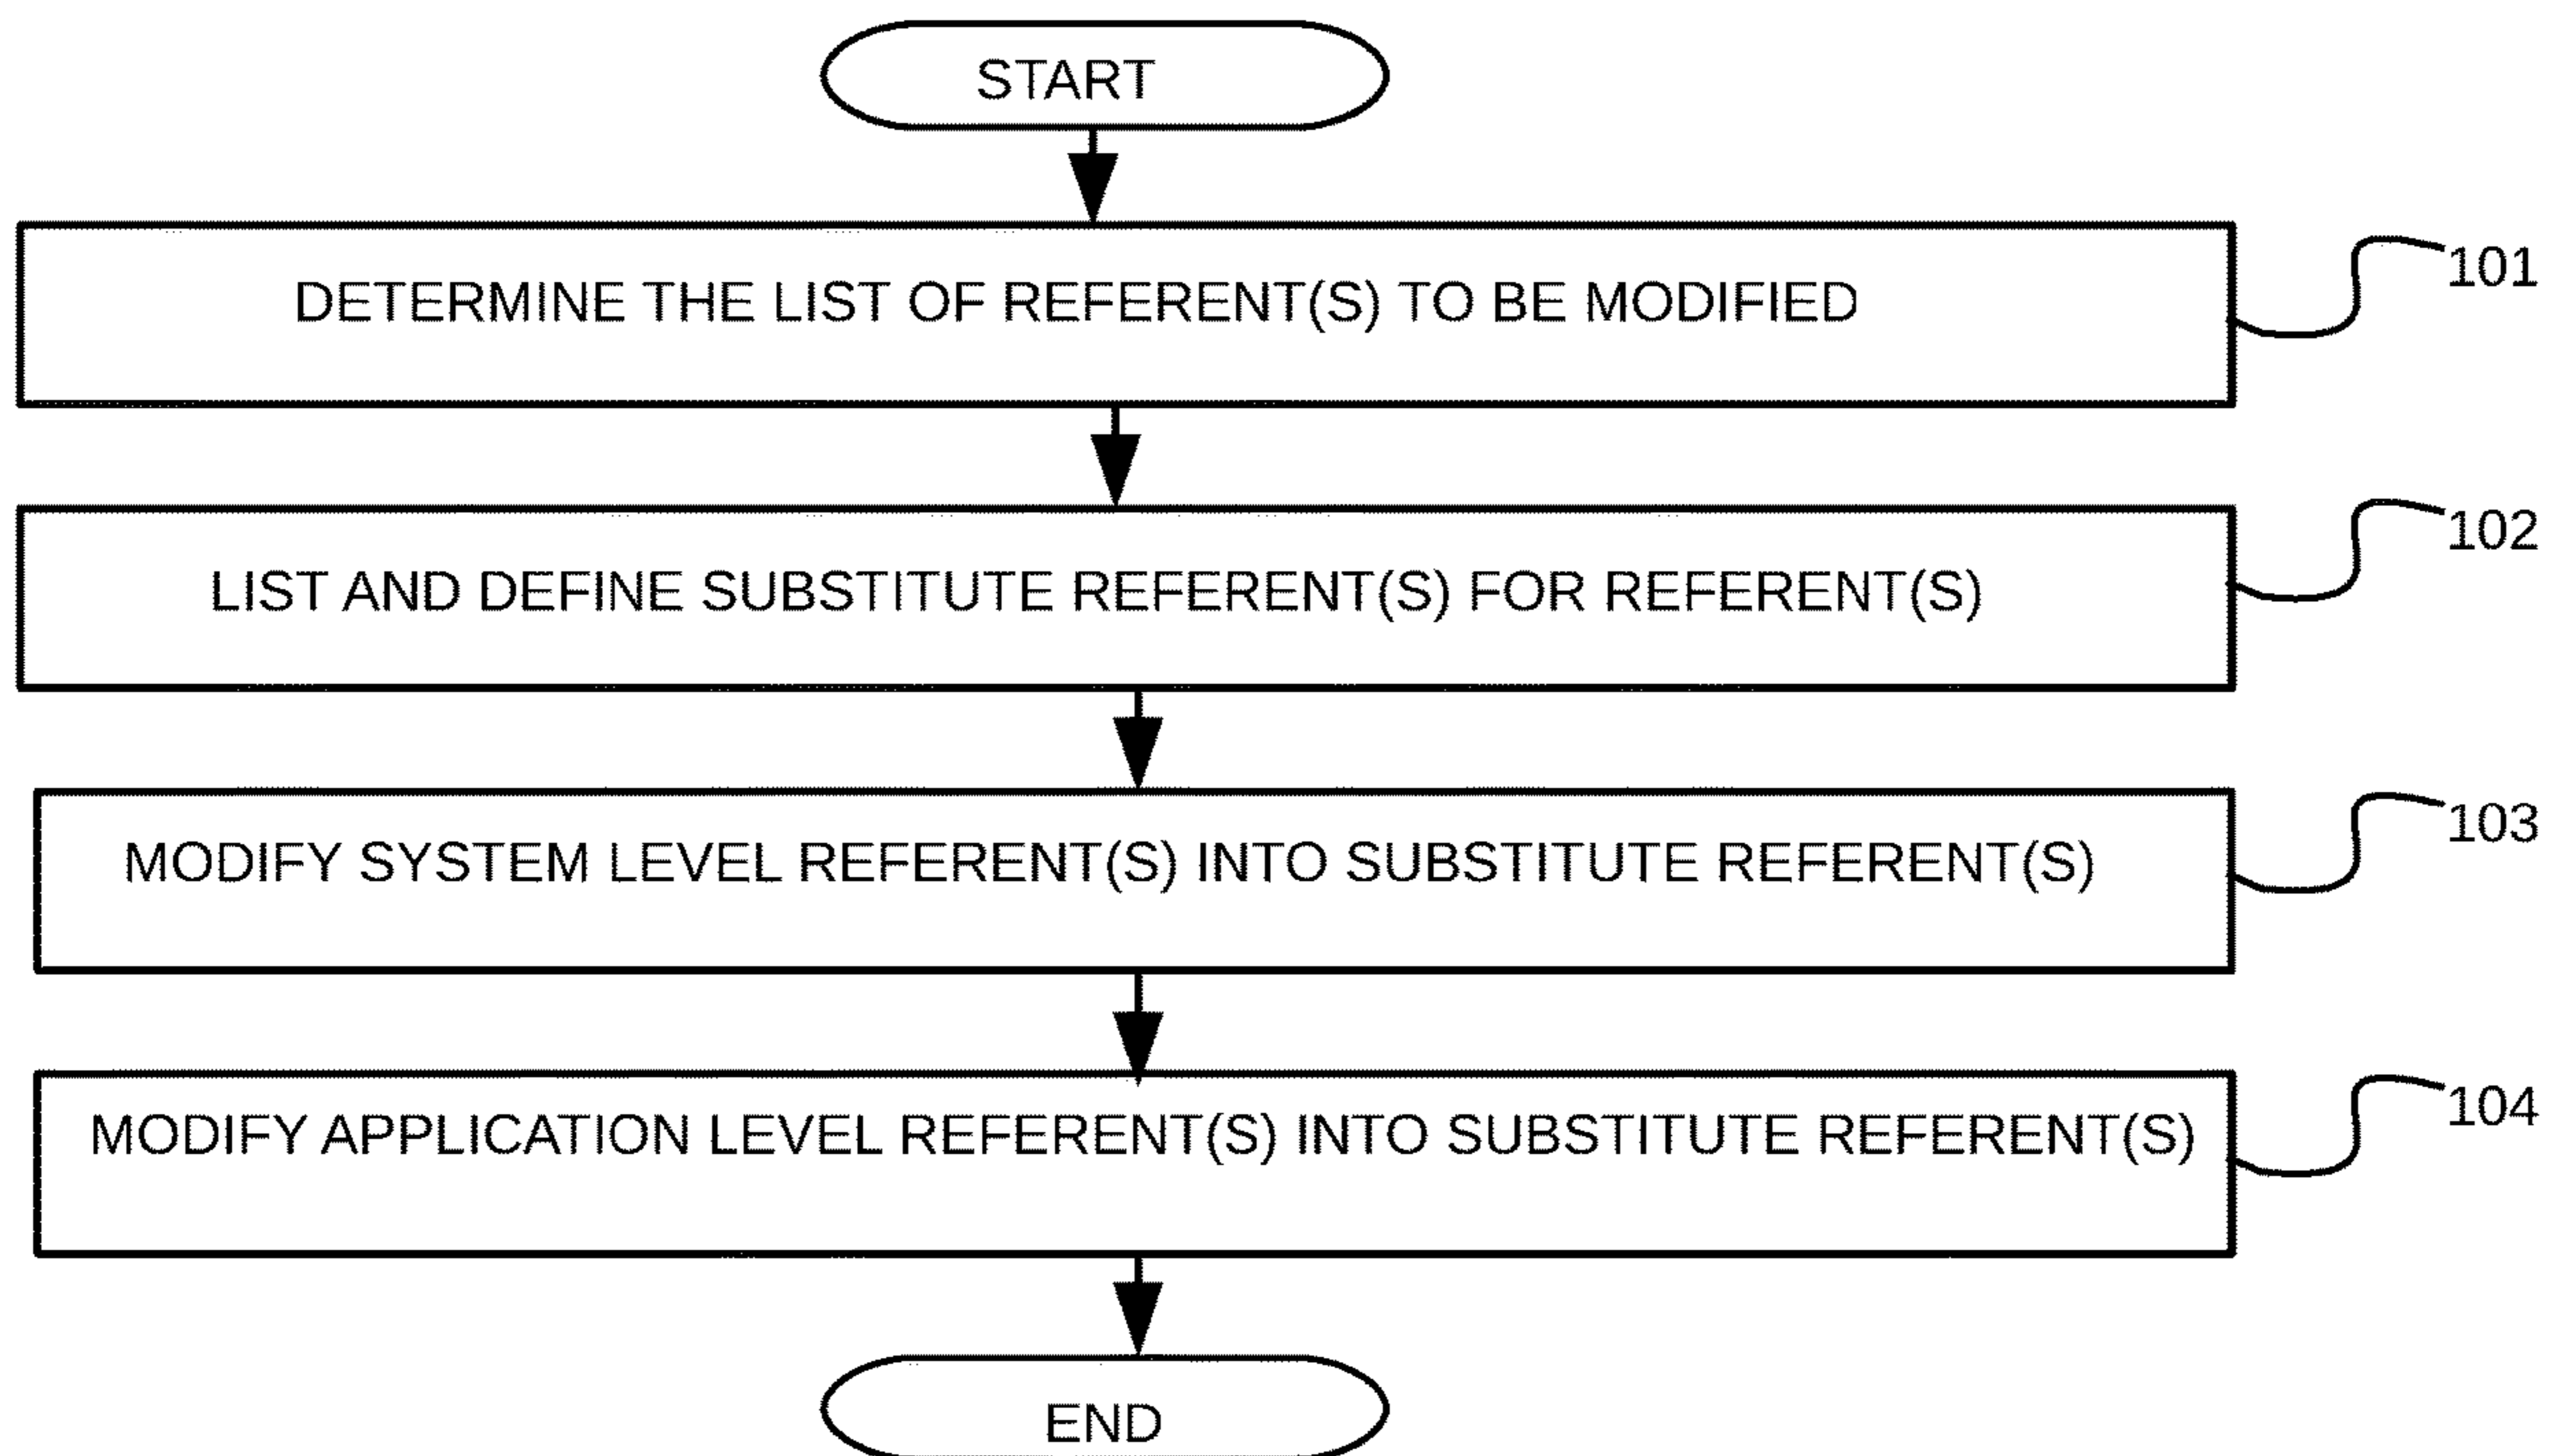 START
DETERMINE THE LIST OF REFERENT(S) TO BE MODIFIED
101
LIST AND DEFINE SUBSTITUTE REFERENT(S) FOR REFERENT(S)
102
MODIFY SYSTEM LEVEL REFERENT(S) INTO SUBSTITUTE REFERENT(S)
103
MODIFY APPLICATION LEVEL REFERENT(S) INTO SUBSTITUTE REFERENT(S)
104
END